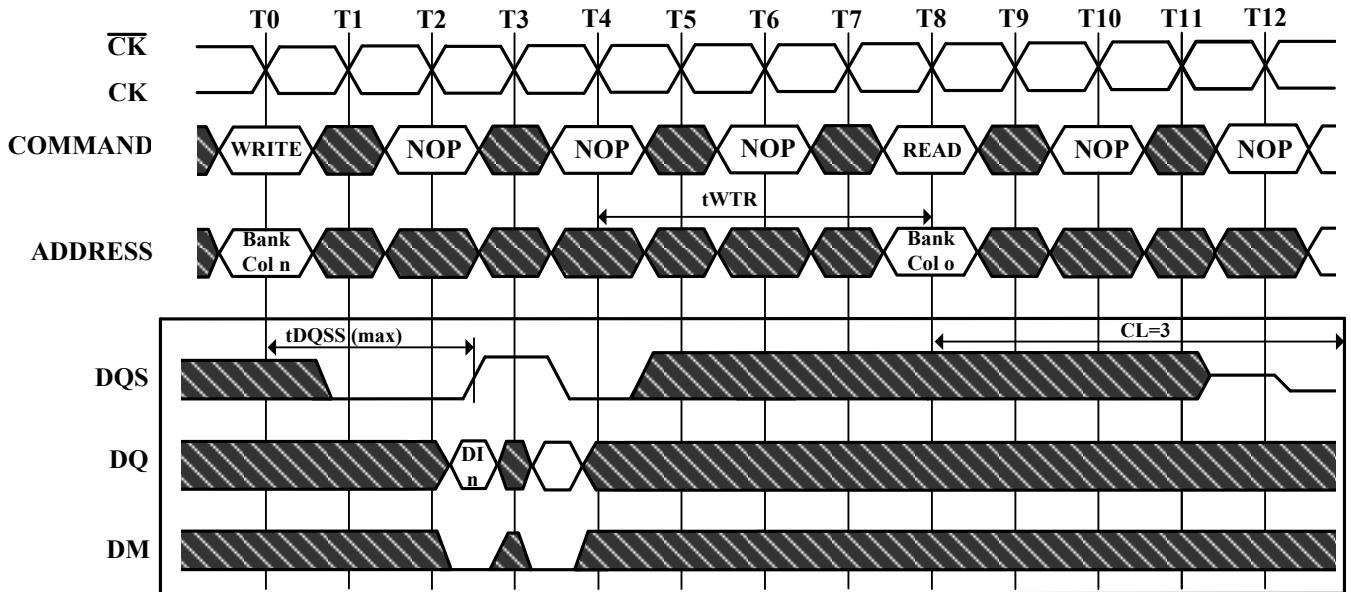 T0 T1 T2 T3 T4 T5 T6 T7 T8 T9 T10 T11 T12
CK
CK
COMMAND WRITE NOP NOP NOP READ NOP NOP
tWTR
ADDRESS Bank Col n Bank Col o
tDQSS (max) CL=3
DQS
DQ DI n
DM